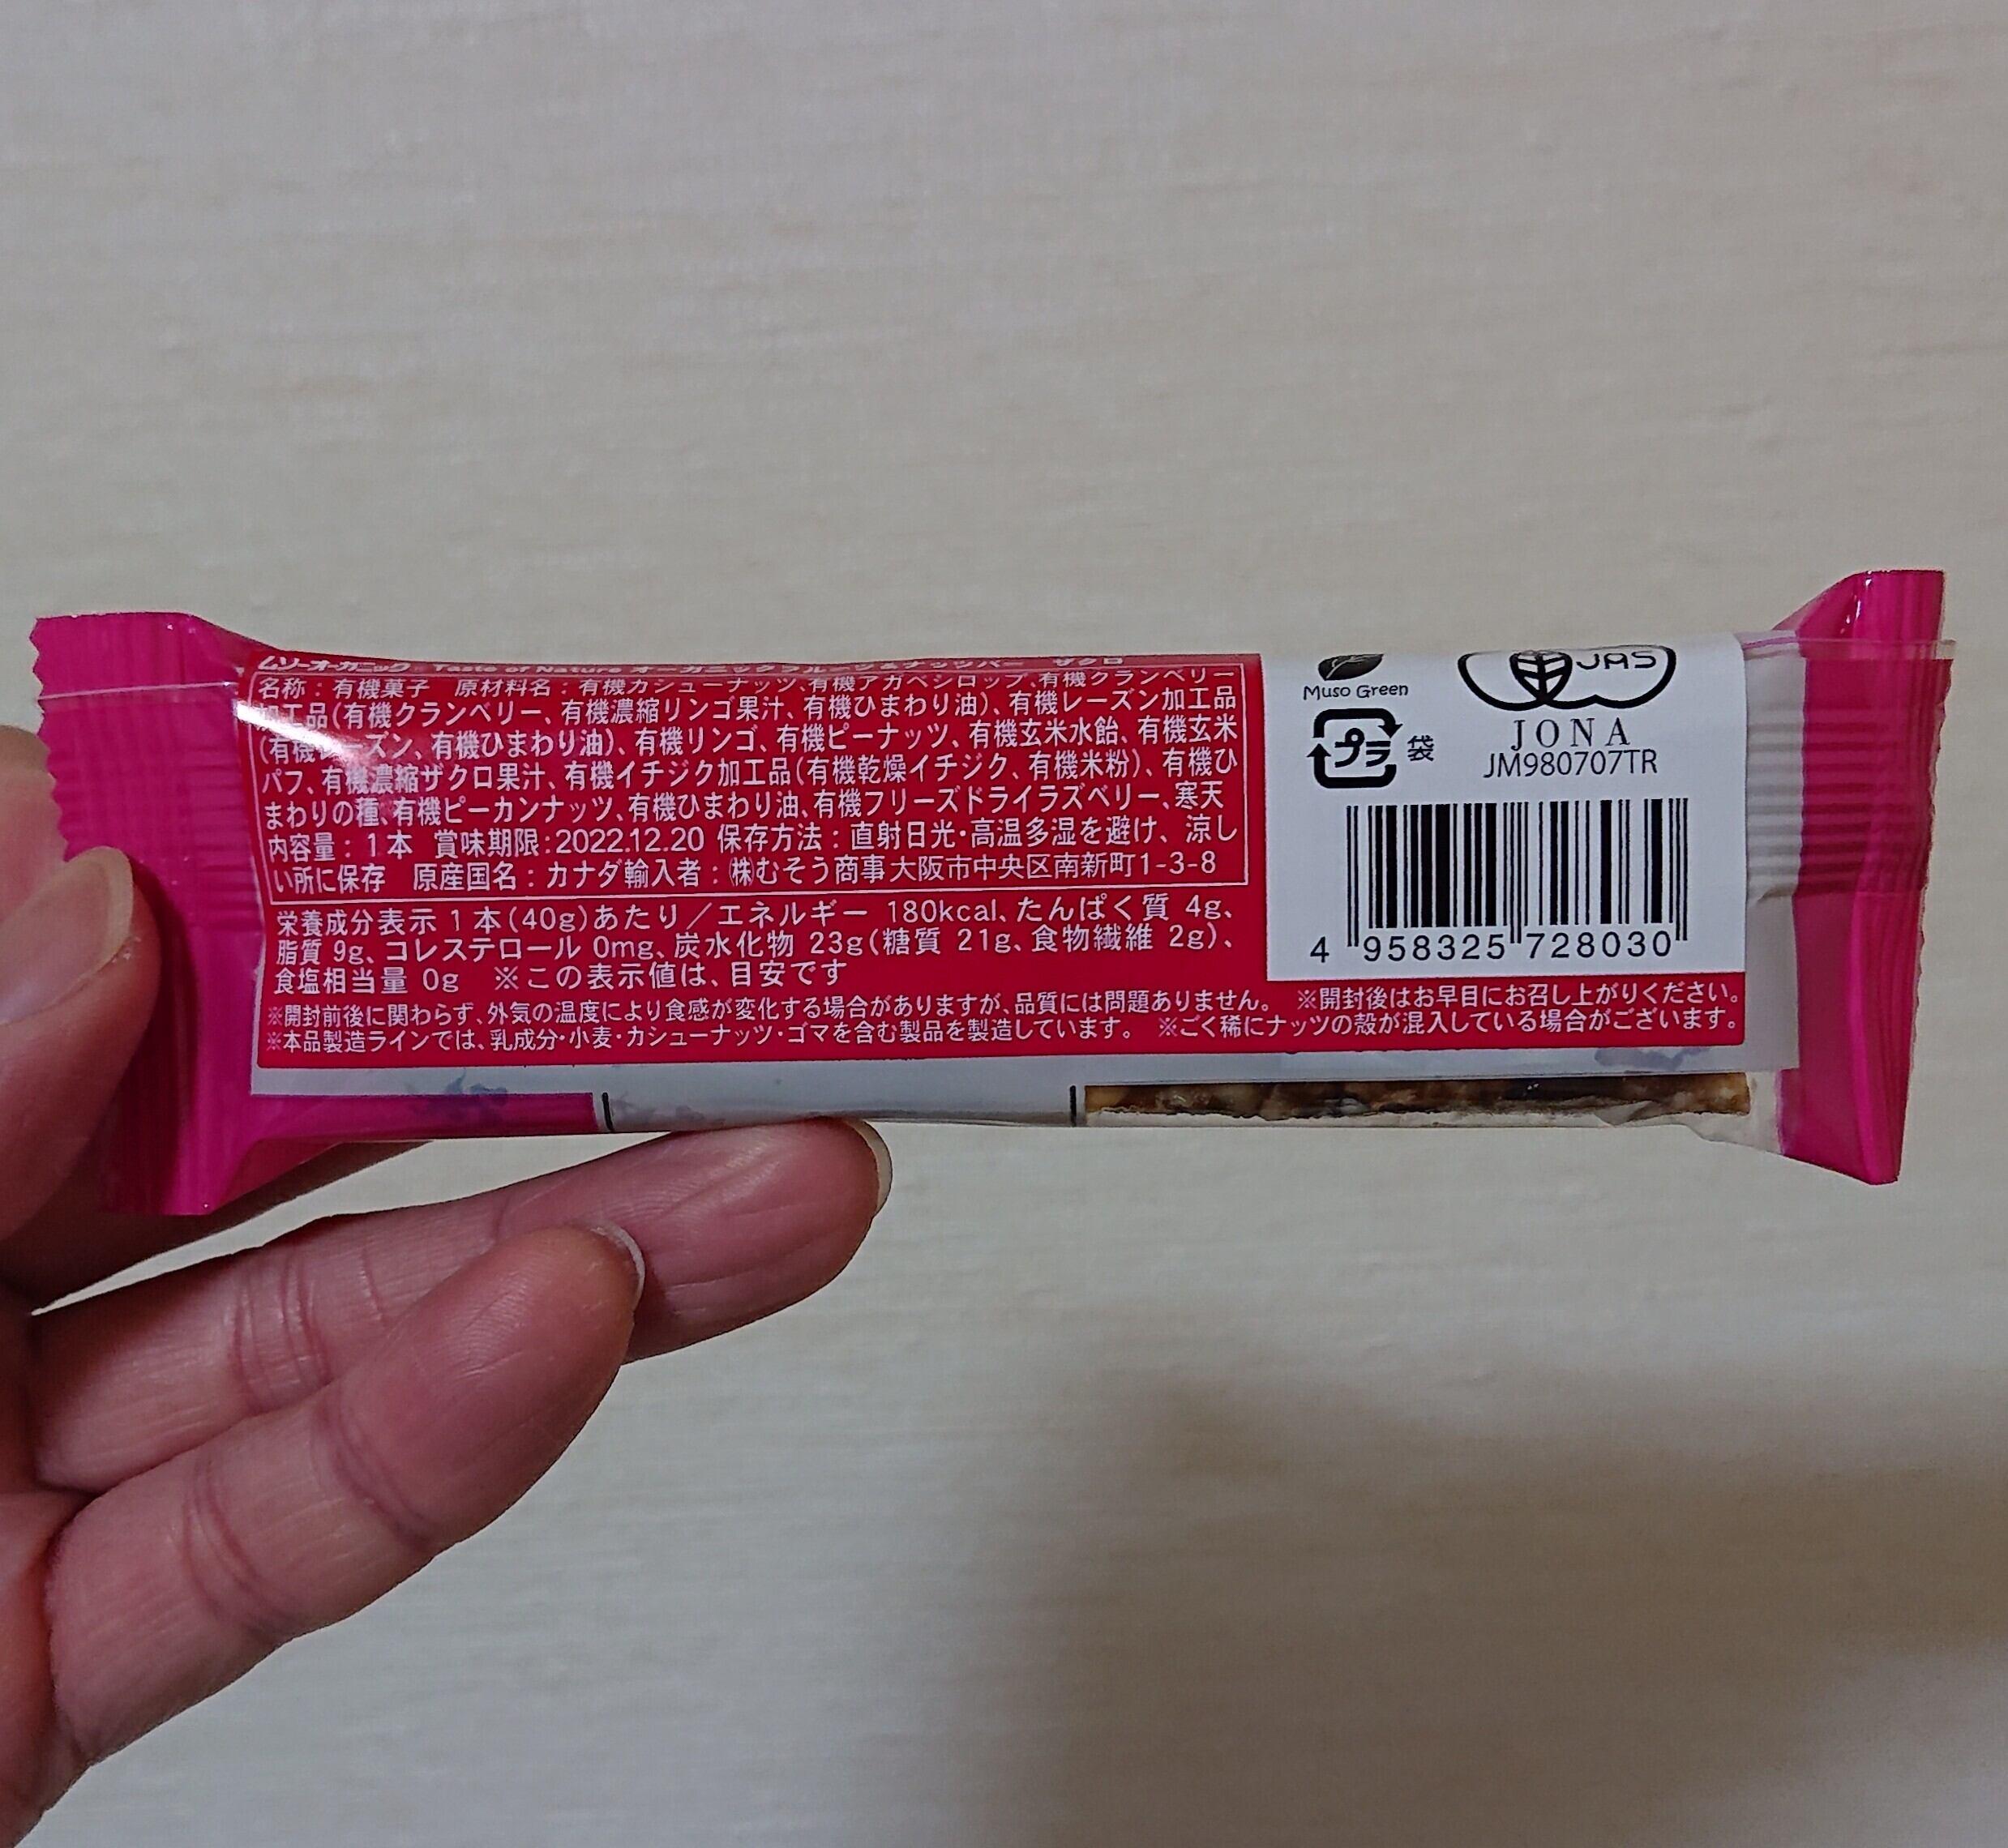 ムソーオーガニック Taste of Nature オーガニックフルーツ&ナッツバー ザクロ
名称：有機菓子 原材料名：有機カシューナッツ、有機アガベシロップ、有機クランベリー
加工品(有機クランベリー、有機濃縮リンゴ果汁、有機ひまわり油)、有機レーズン加工品
(有機レーズン、有機ひまわり油)、有機リンゴ、有機ピーナッツ、有機玄米水飴、有機玄米
パフ、有機濃縮ザクロ果汁、有機イチジク加工品(有機乾燥イチジク、有機米粉)、有機ひ
まわりの種、有機ピーカンナッツ、有機ひまわり油、有機フリーズドライラズベリー、寒天
内容量：1本 賞味期限：2022.12.20 保存方法：直射日光・高温多湿を避け、涼し
い所に保存 原産国名：カナダ輸入者：㈱むそう商事大阪市中央区南新町1-3-8
栄養成分表示 1本(40g)あたり／エネルギー 180kcal、たんぱく質 4g、
脂質 9g、コレステロール 0mg、炭水化物 23g(糖質 21g、食物繊維 2g)、
食塩相当量 0g ※この表示値は、目安です
※開封前後に関わらず、外気の温度により食感が変化する場合がありますが、品質には問題ありません。 ※開封後はお早目にお召し上がりください。
※本品製造ラインでは、乳成分・小麦・カシューナッツ・ゴマを含む製品を製造しています。 ※ごく稀にナッツの殻が混入している場合がございます。
Muso Green
JAS
プラ 袋
JONA
JM980707TR
4 958325 728030